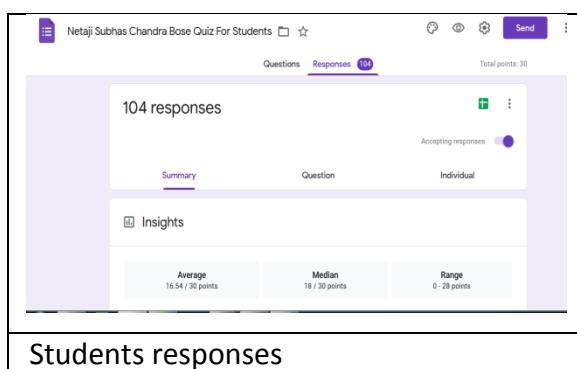 Netaji Subhas Chandra Bose Quiz For Students
Send
Questions Responses 104
Total points: 30
104 responses
Accepting responses
Summary Question Individual
Insights
Average Median Range
16.54 / 30 points 18 / 30 points 0 - 28 points
Students responses